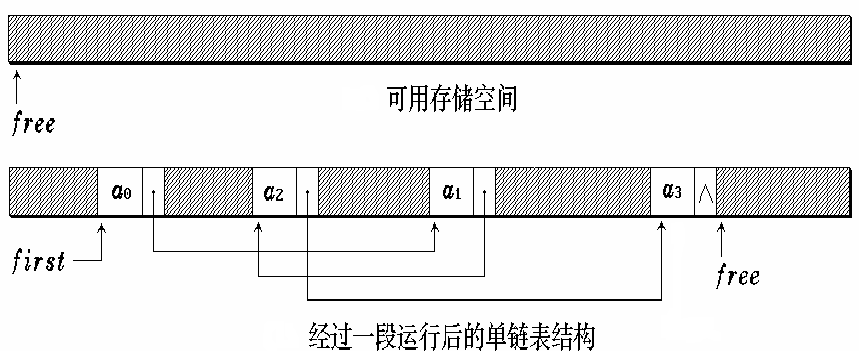 可用存储空间
free
a0 a2 a1 a3 ∧
first
free
经过一段运行后的单链表结构